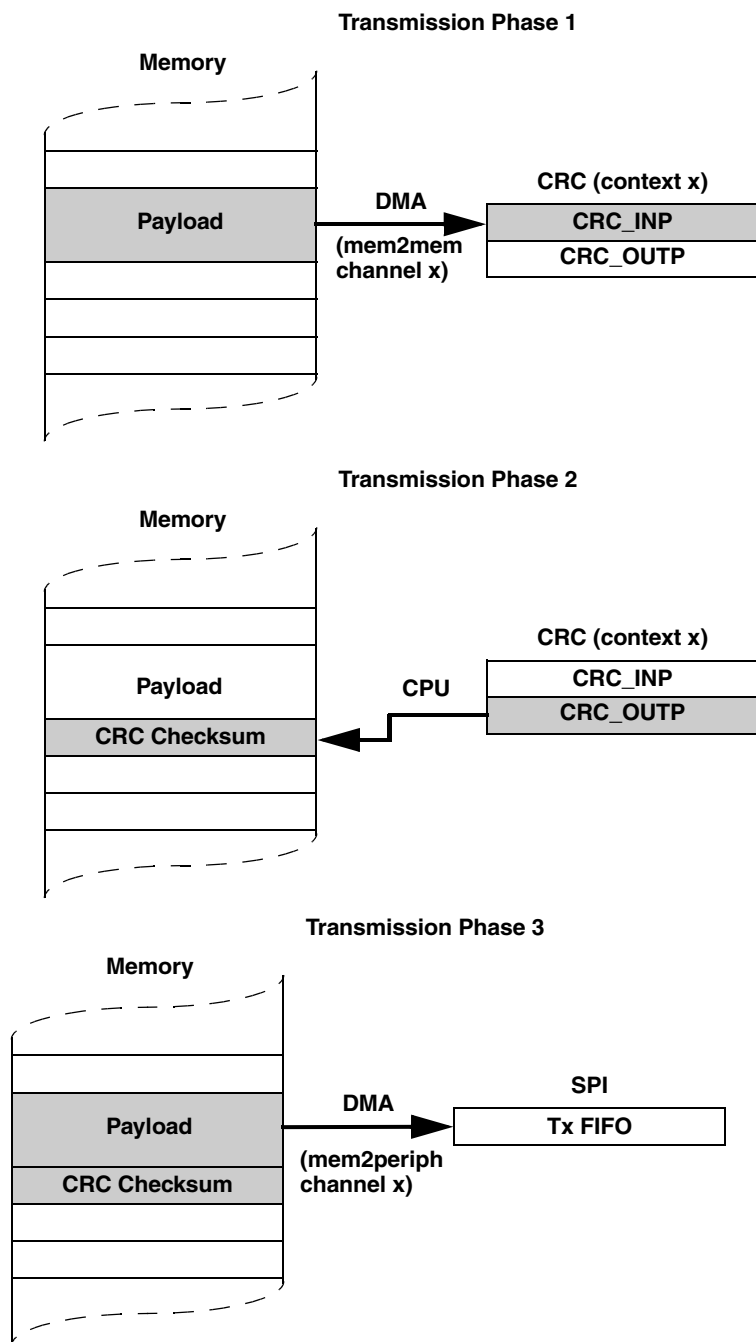 Transmission Phase 1
Memory
Payload
DMA
(mem2mem
channel x)
CRC (context x)
CRC_INP
CRC_OUTP
Transmission Phase 2
Memory
Payload
CRC Checksum
CPU
CRC (context x)
CRC_INP
CRC_OUTP
Transmission Phase 3
Memory
Payload
CRC Checksum
DMA
(mem2periph
channel x)
SPI
Tx FIFO